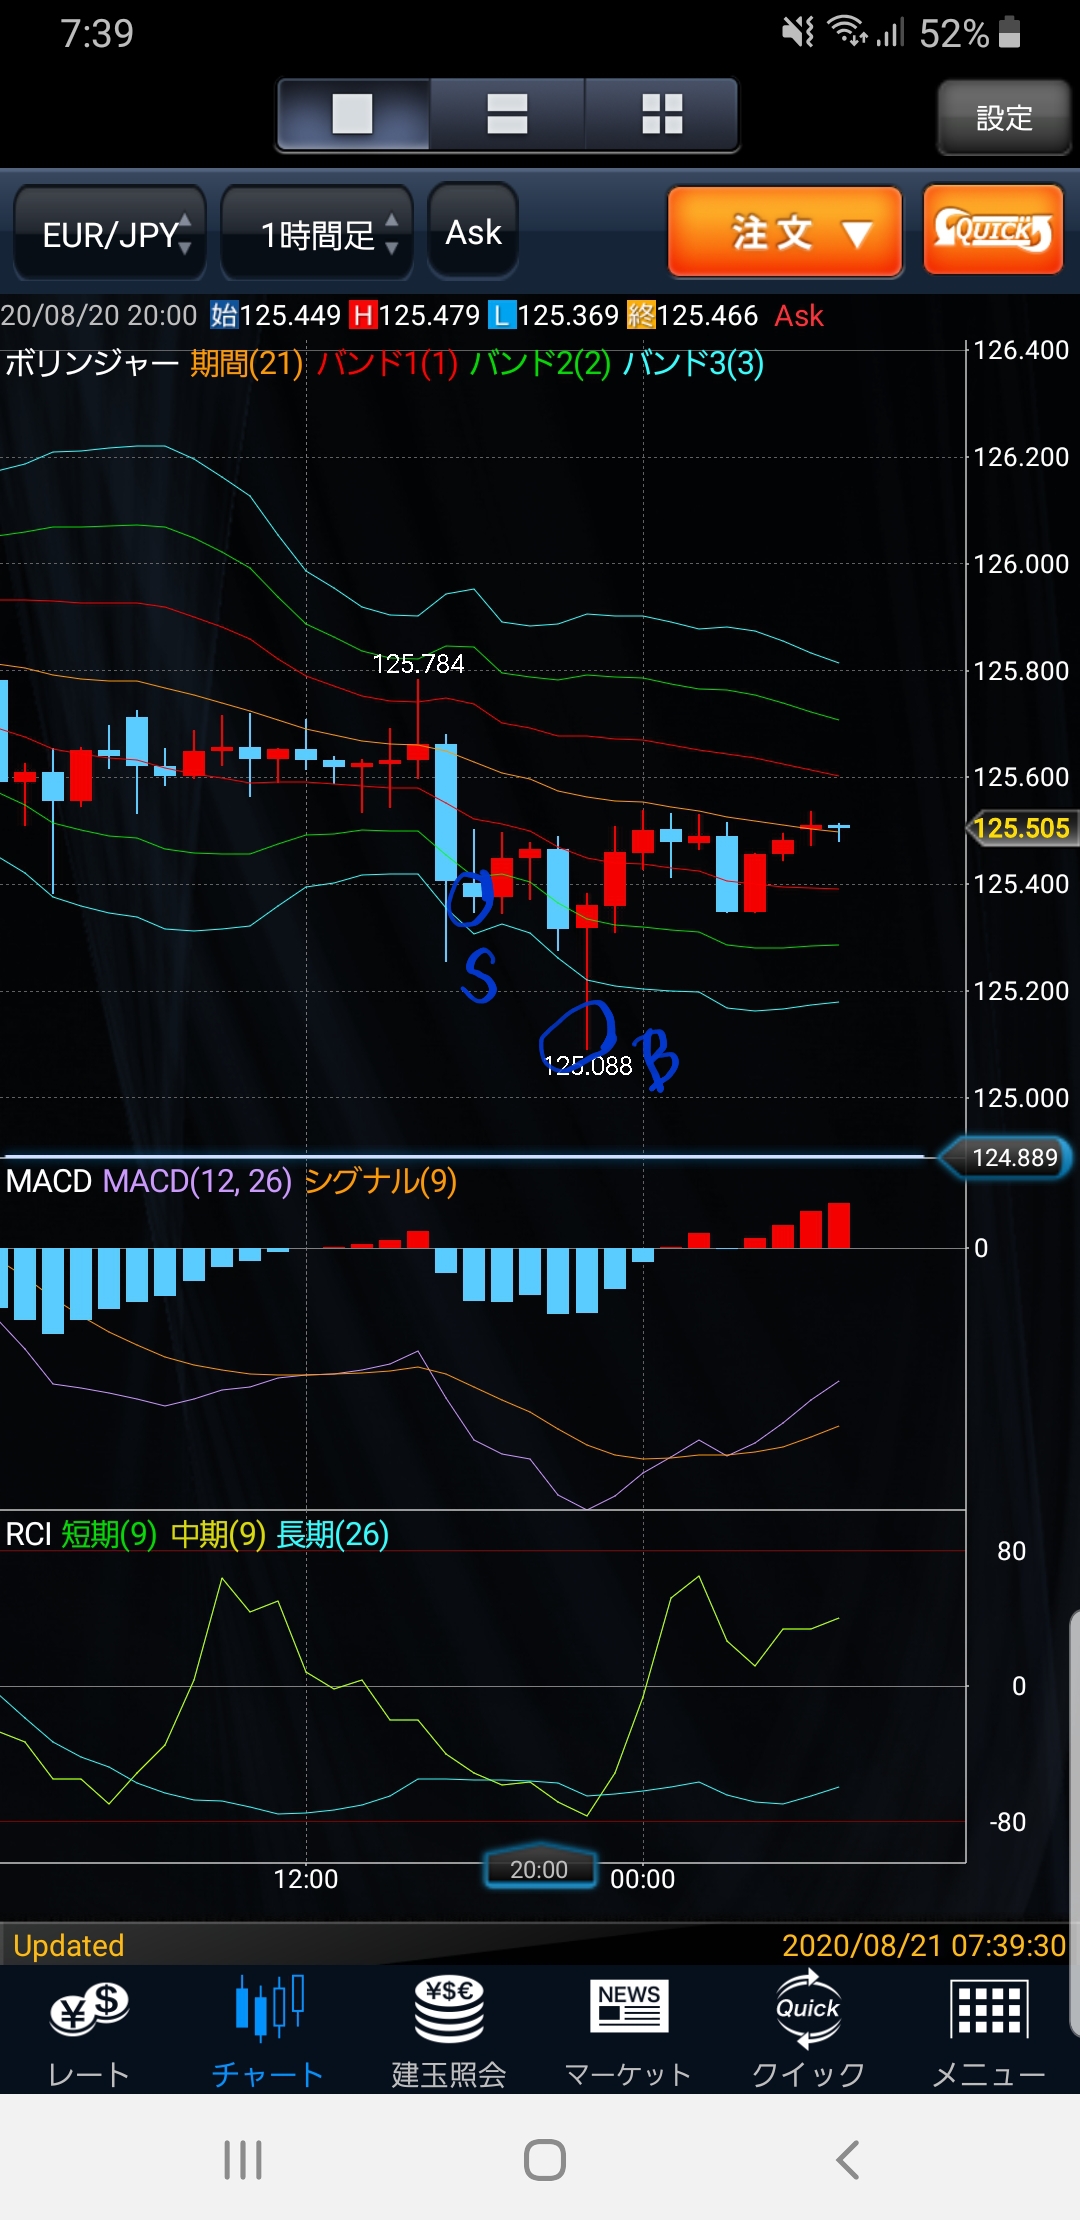 7:39 52%
設定
EUR/JPY 1時間足 Ask 注文 ▼ QUICK
20/08/20 20:00 始125.449 H125.479 L125.369 終125.466 Ask
ボリンジャー 期間(21) バンド1(1) バンド2(2) バンド3(3)
126.400
126.200
126.000
125.800
125.784
125.600
125.505
125.400
S
125.200
B
125.088
125.000
124.889
MACD MACD(12, 26) シグナル(9)
0
RCI 短期(9) 中期(9) 長期(26)
80
0
-80
12:00 20:00 00:00
Updated 2020/08/21 07:39:30
¥$ ¥$€ NEWS Quick
レート チャート 建玉照会 マーケット クイック メニュー